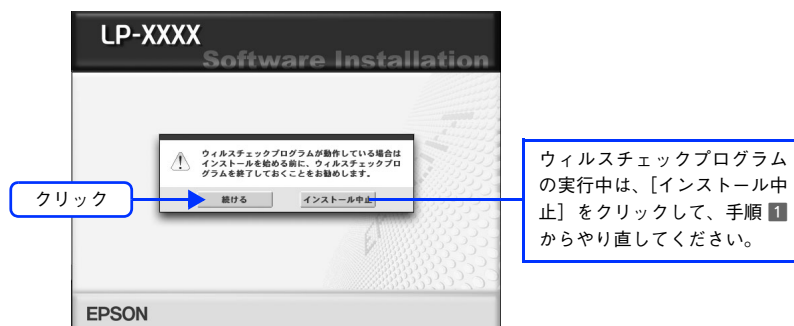 LP-XXXX
Software Installation
ウィルスチェックプログラムが動作している場合は
インストールを始める前に、ウィルスチェックプロ
グラムを終了しておくことをお勧めします。
続ける
インストール中止
クリック
ウィルスチェックプログラム
の実行中は、[インストール中
止]をクリックして、手順 1
からやり直してください。
EPSON